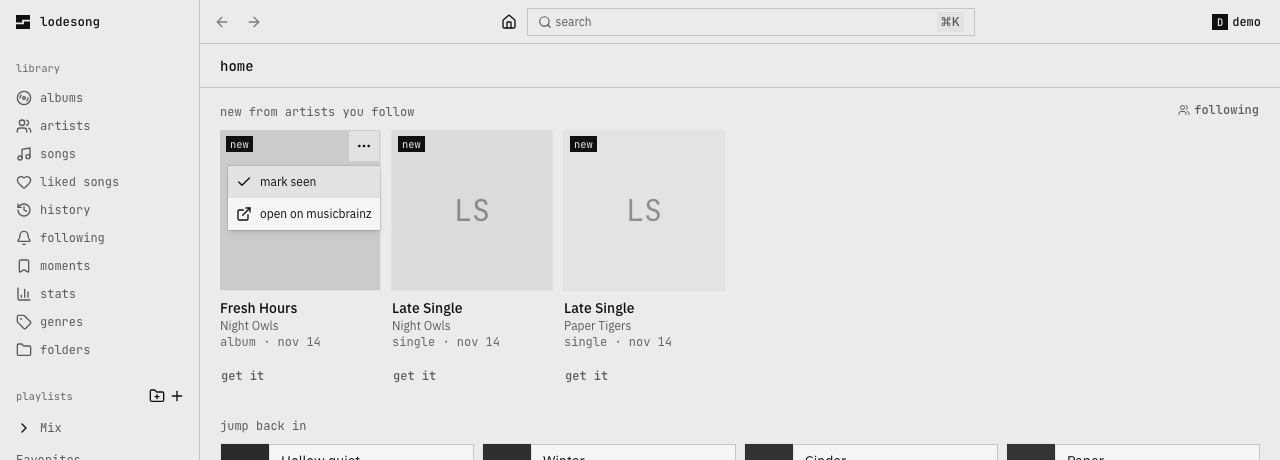 lodesong
search
⌘K
D
demo
library
albums
artists
songs
liked songs
history
following
moments
stats
genres
folders
playlists
Mix
Favorites
home
new from artists you follow
following
new
mark seen
open on musicbrainz
Fresh Hours
Night Owls
album · nov 14
get it
new
LS
Late Single
Night Owls
single · nov 14
get it
new
LS
Late Single
Paper Tigers
single · nov 14
get it
jump back in
Hollow quiet
Winter
Cinder
Paper